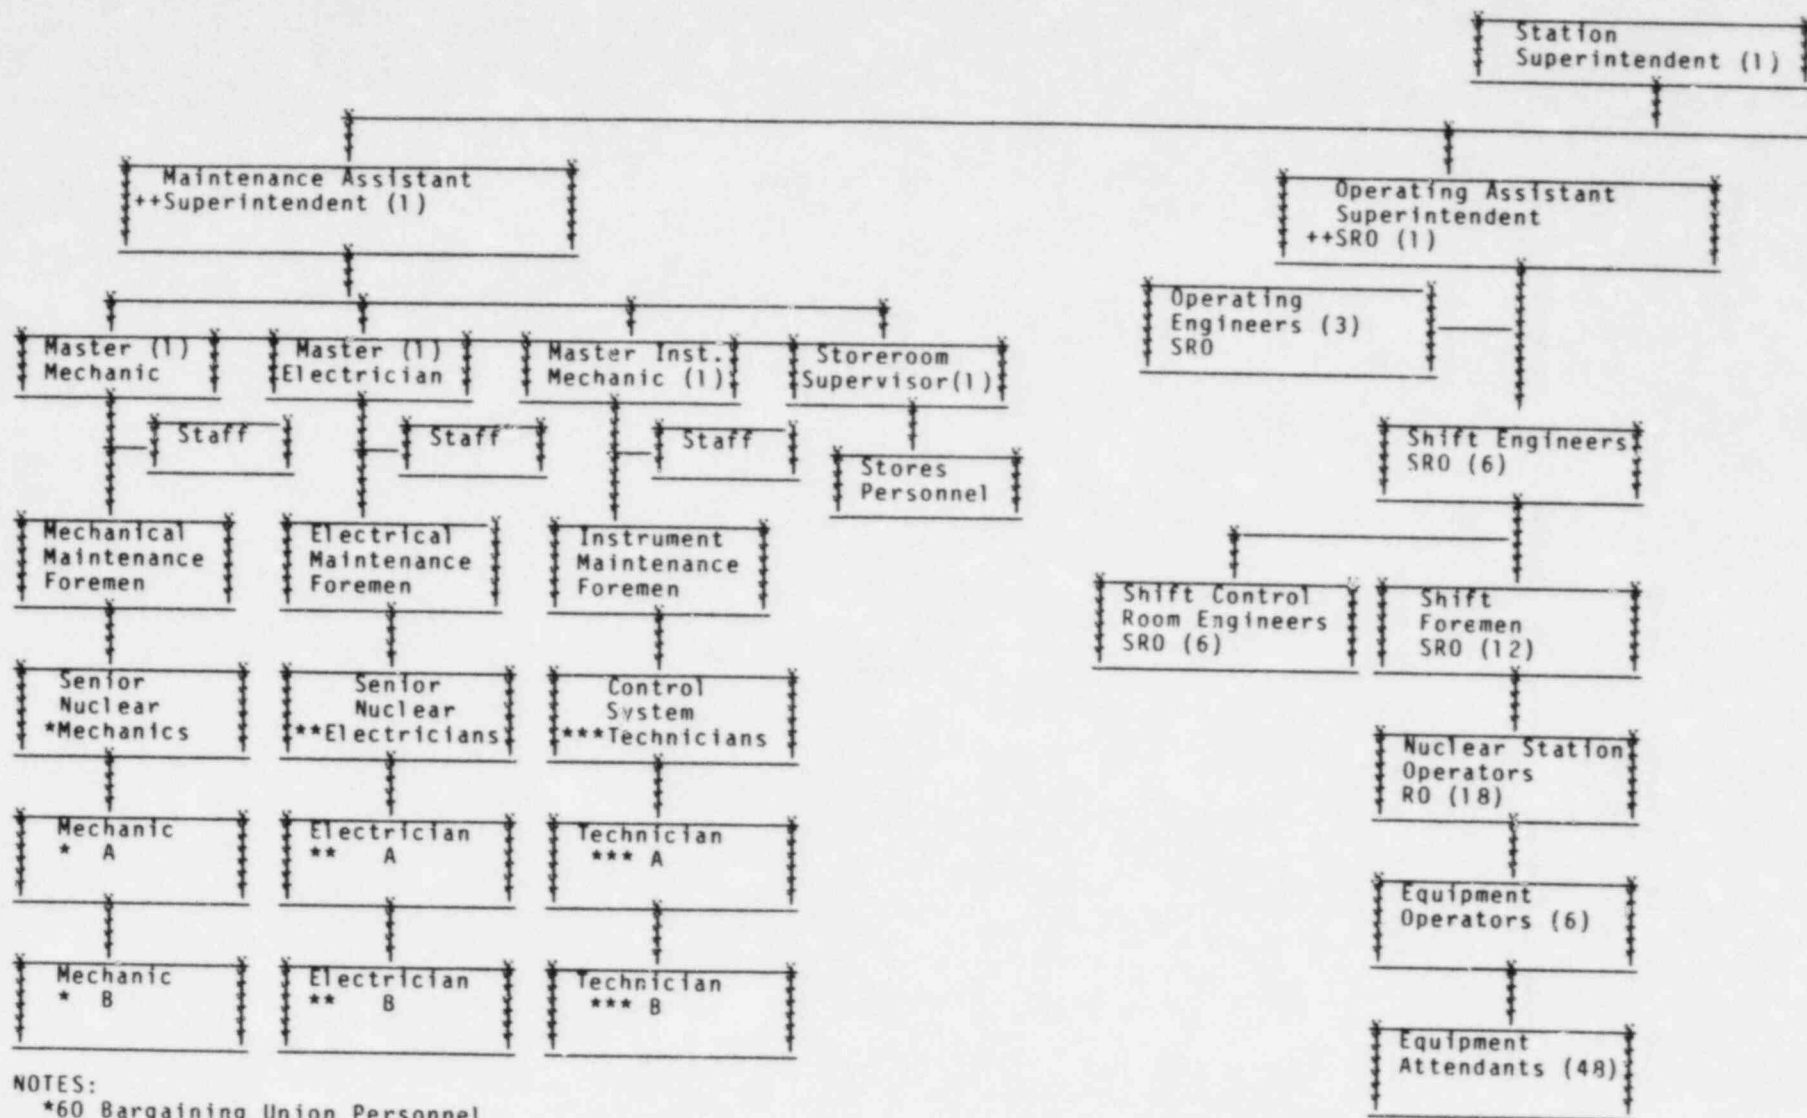 Station
Superintendent (1)
Maintenance Assistant
++Superintendent (1)
Operating Assistant
Superintendent
++SRO (1)
Operating
Engineers (3)
SRO
Master (1)
Mechanic
Master (1)
Electrician
Master Inst.
Mechanic (1)
Storeroom
Supervisor(1)
Staff
Staff
Staff
Stores
Personnel
Shift Engineers
SRO (6)
Mechanical
Maintenance
Foremen
Electrical
Maintenance
Foremen
Instrument
Maintenance
Foremen
Shift Control
Room Engineers
SRO (6)
Shift
Foremen
SRO (12)
Senior
Nuclear
*Mechanics
Senior
Nuclear
**Electricians
Control
System
***Technicians
Nuclear Station
Operators
RO (18)
Mechanic
* A
Electrician
** A
Technician
*** A
Equipment
Operators (6)
Mechanic
* B
Electrician
** B
Technician
*** B
Equipment
Attendants (48)
NOTES:
*60 Bargaining Union Personnel